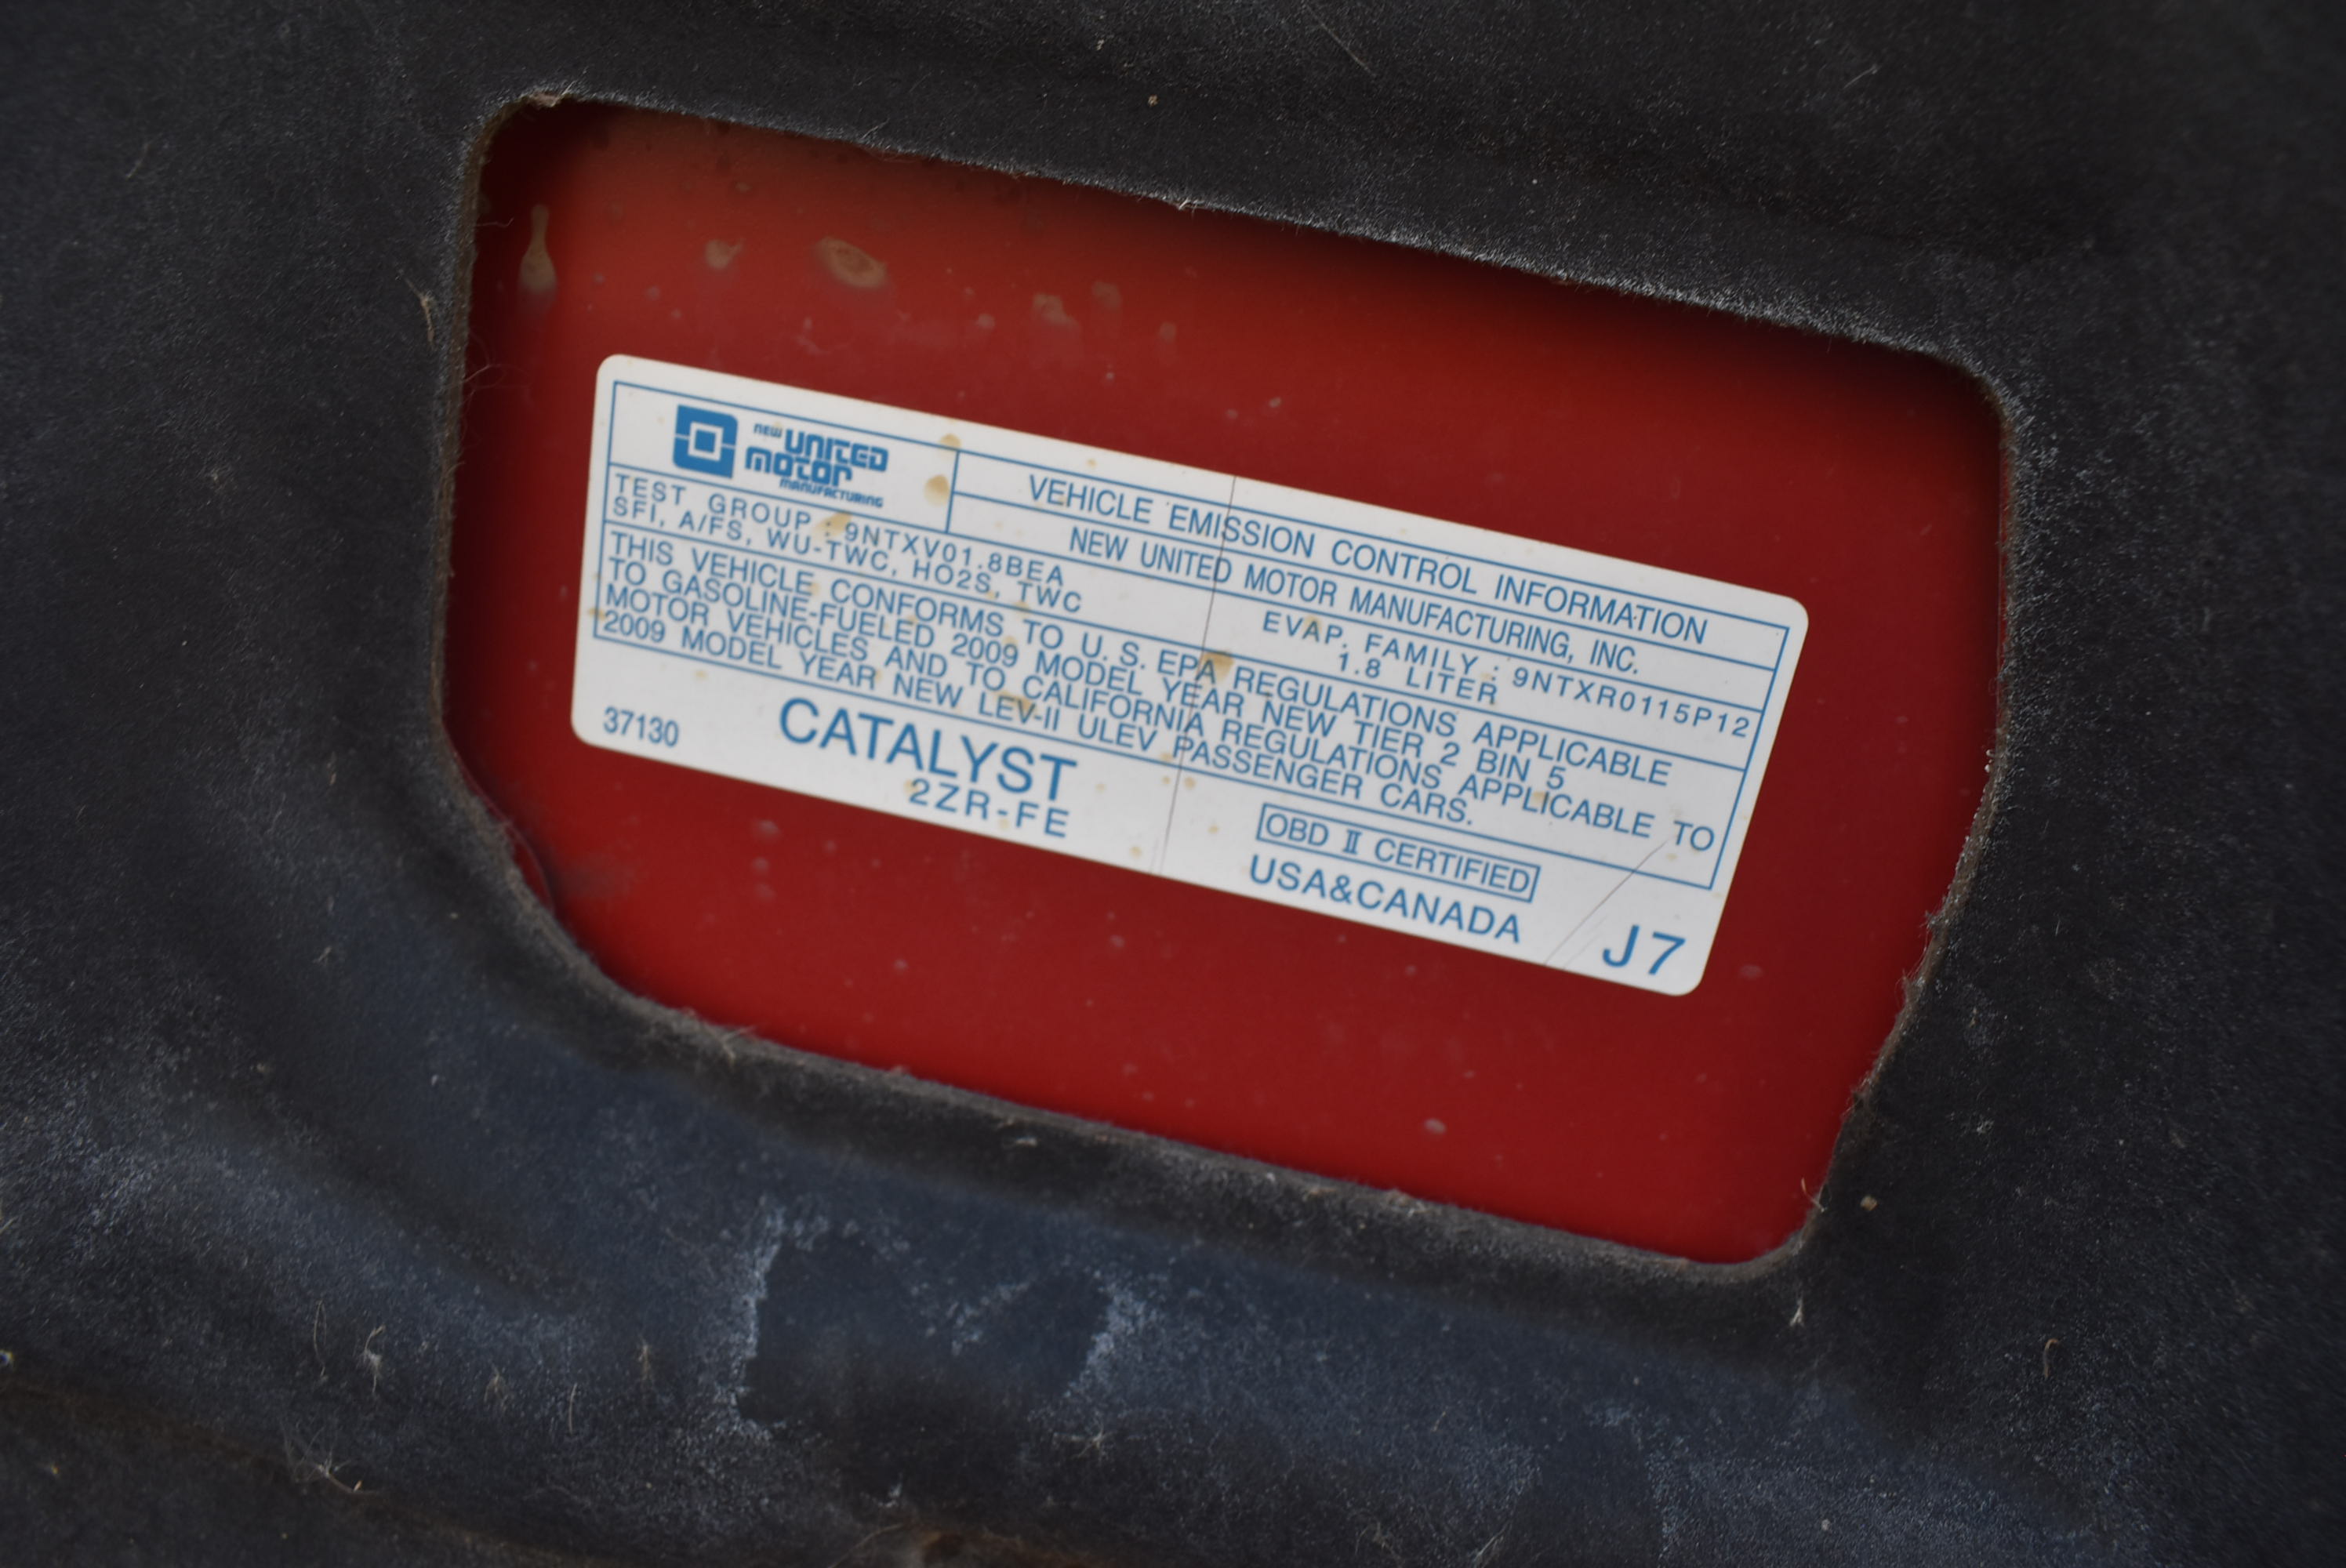 NEW UNITED
MOTOR
MANUFACTURING
VEHICLE EMISSION CONTROL INFORMATION
NEW UNITED MOTOR MANUFACTURING, INC.
TEST GROUP : 9NTXV01.8BEA EVAP. FAMILY : 9NTXR0115P12
SFI, A/FS, WU-TWC, HO2S, TWC 1.8 LITER
THIS VEHICLE CONFORMS TO U.S. EPA REGULATIONS APPLICABLE
TO GASOLINE-FUELED 2009 MODEL YEAR NEW TIER 2 BIN 5
MOTOR VEHICLES AND TO CALIFORNIA REGULATIONS APPLICABLE TO
2009 MODEL YEAR NEW LEV-II ULEV PASSENGER CARS.
37130 CATALYST OBD II CERTIFIED
2ZR-FE USA&CANADA J7